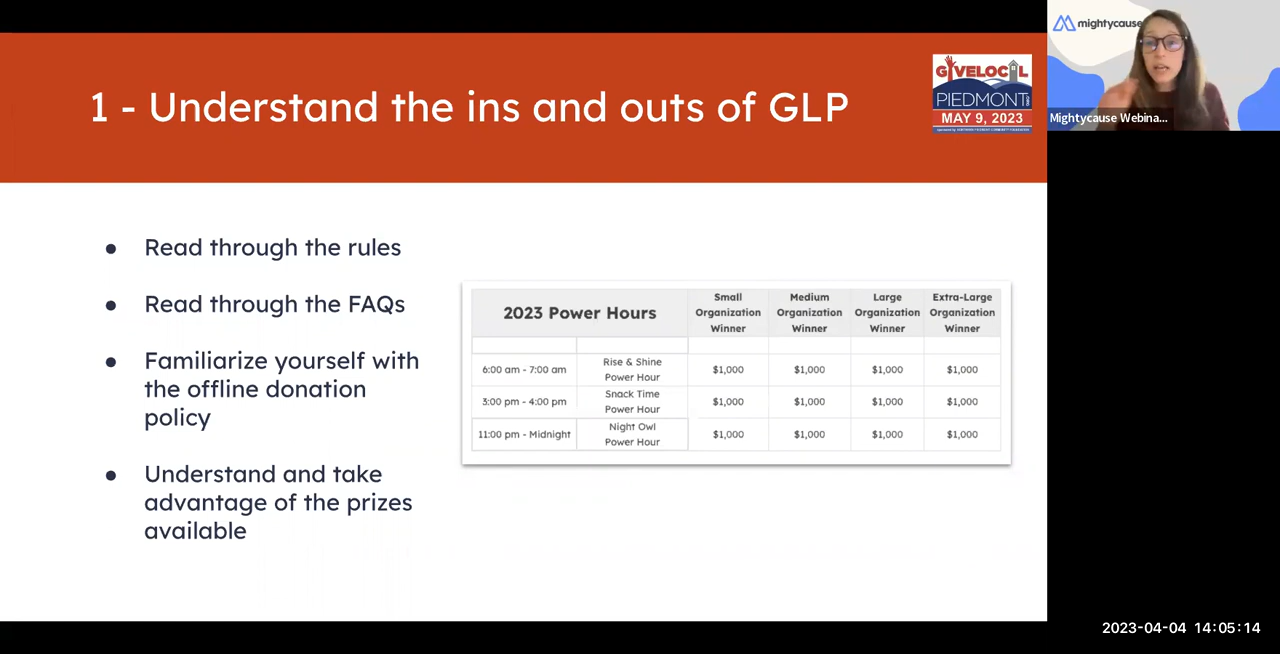 1 - Understand the ins and outs of GLP
GIVELOCAL
PIEDMONT
MAY 9, 2023
mightycause
Mightycause Webina...
● Read through the rules
● Read through the FAQs
● Familiarize yourself with
the offline donation
policy
● Understand and take
advantage of the prizes
available
2023 Power Hours
Small
Organization
Winner
Medium
Organization
Winner
Large
Organization
Winner
Extra-Large
Organization
Winner
6:00 am - 7:00 am
Rise & Shine
Power Hour
$1,000
$1,000
$1,000
$1,000
3:00 pm - 4:00 pm
Snack Time
Power Hour
$1,000
$1,000
$1,000
$1,000
11:00 pm - Midnight
Night Owl
Power Hour
$1,000
$1,000
$1,000
$1,000
2023-04-04 14:05:14